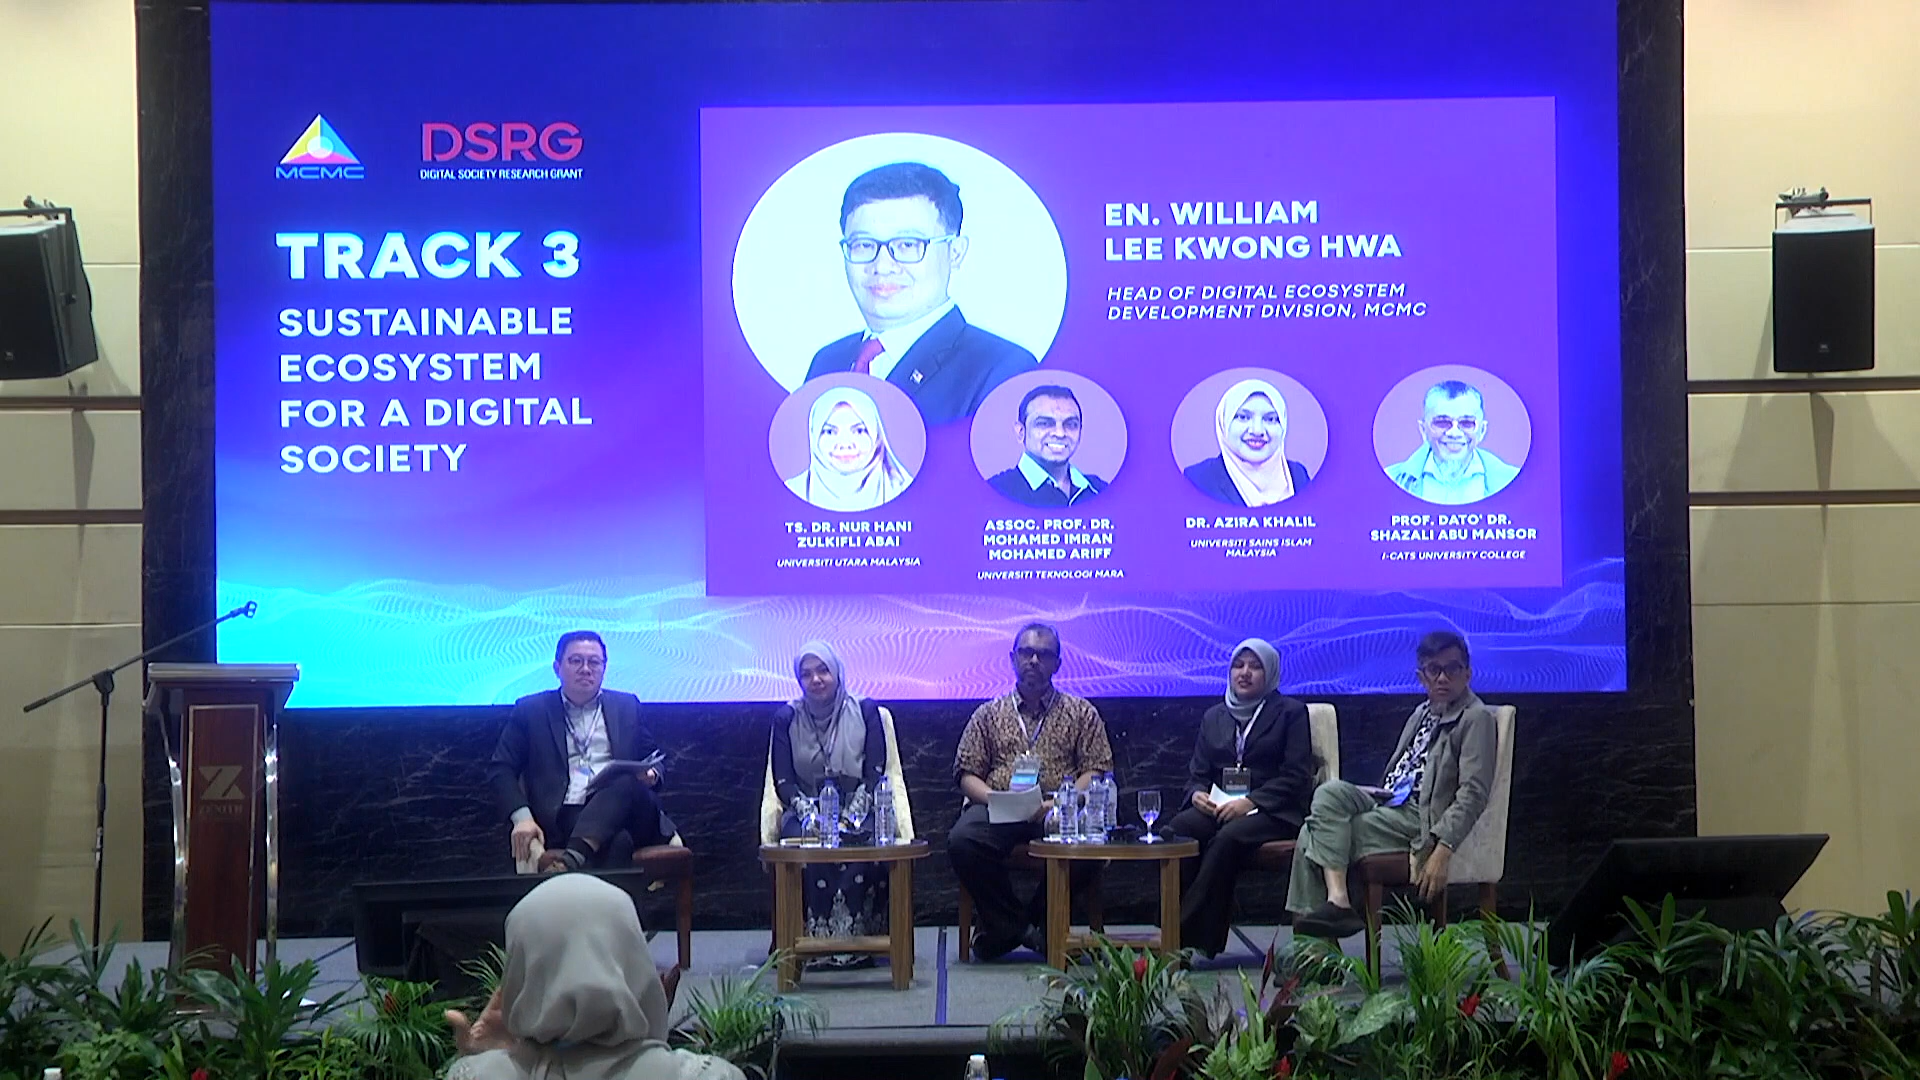 MCMC
DSRG
DIGITAL SOCIETY RESEARCH GRANT
TRACK 3
SUSTAINABLE
ECOSYSTEM
FOR A DIGITAL
SOCIETY
EN. WILLIAM
LEE KWONG HWA
HEAD OF DIGITAL ECOSYSTEM
DEVELOPMENT DIVISION, MCMC
TS. DR. NUR HANI
ZULKIFLI ABAI
UNIVERSITI UTARA MALAYSIA
ASSOC. PROF. DR.
MOHAMED IMRAN
MOHAMED ARIFF
UNIVERSITI TEKNOLOGI MARA
DR. AZIRA KHALIL
UNIVERSITI SAINS ISLAM
MALAYSIA
PROF. DATO' DR.
SHAZALI ABU MANSOR
I-CATS UNIVERSITY COLLEGE
Z
ZENITH